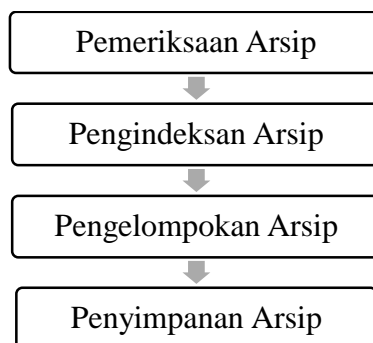 Pemeriksaan Arsip
Pengindeksan Arsip
Pengelompokan Arsip
Penyimpanan Arsip